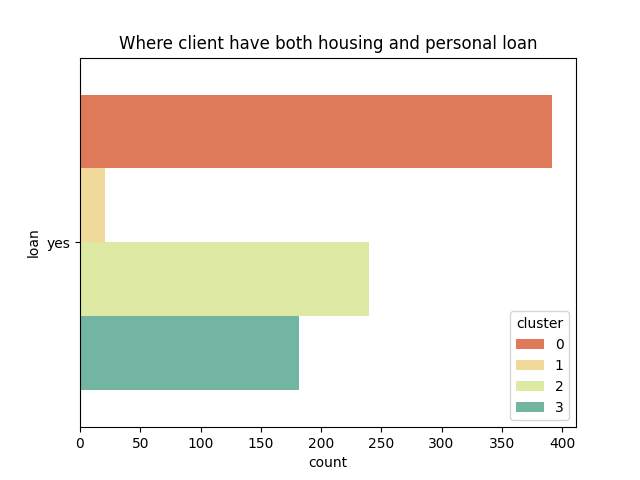 Where client have both housing and personal loan
loan
yes
cluster
0
1
2
3
0 50 100 150 200 250 300 350 400
count